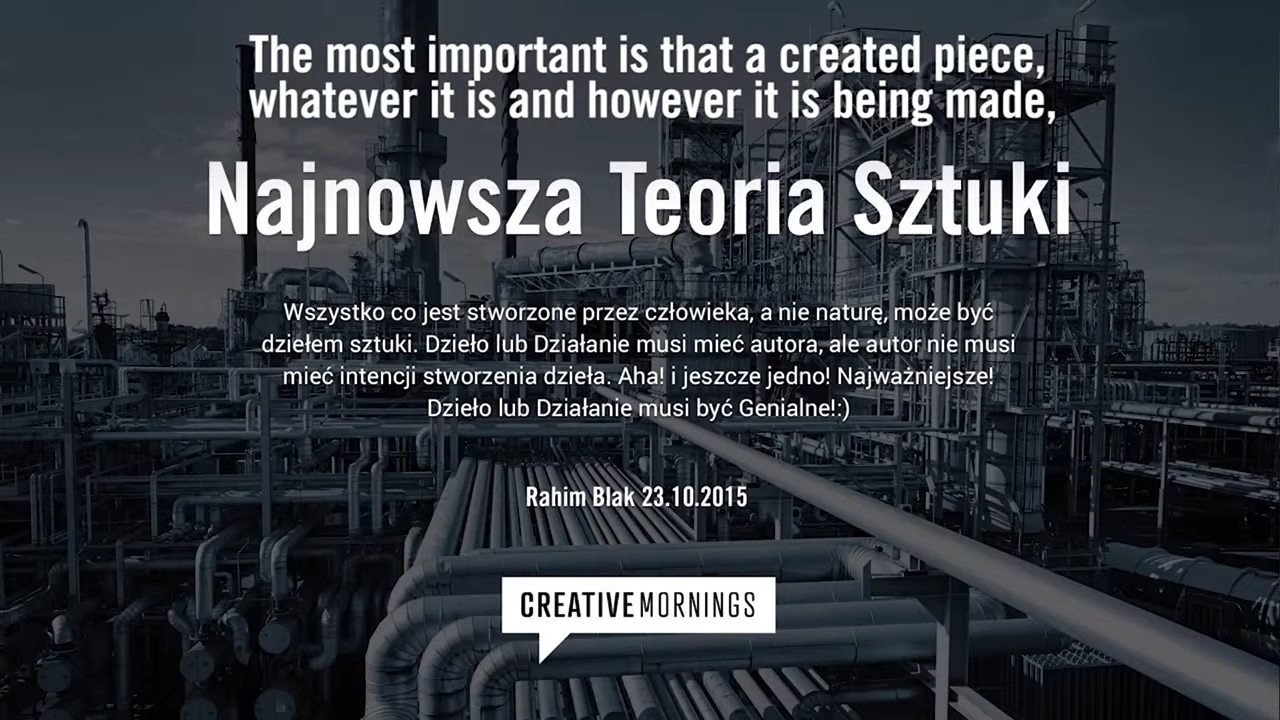 The most important is that a created piece,
whatever it is and however it is being made,
Najnowsza Teoria Sztuki
Wszystko co jest stworzone przez człowieka, a nie naturę, może być
dziełem sztuki. Dzieło lub Działanie musi mieć autora, ale autor nie musi
mieć intencji stworzenia dzieła. Aha! i jeszcze jedno! Najważniejsze!
Dzieło lub Działanie musi być Genialne!:)
Rahim Blak 23.10.2015
CREATIVEMORNINGS